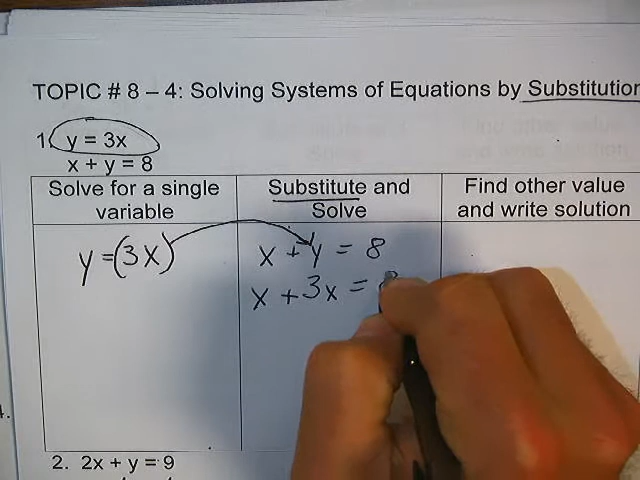 TOPIC # 8 – 4: Solving Systems of Equations by Substitution
1. y = 3x
x + y = 8
Solve for a single variable
Substitute and Solve
Find other value and write solution
y = (3x)
x + y = 8
x + 3x =
2. 2x + y = 9